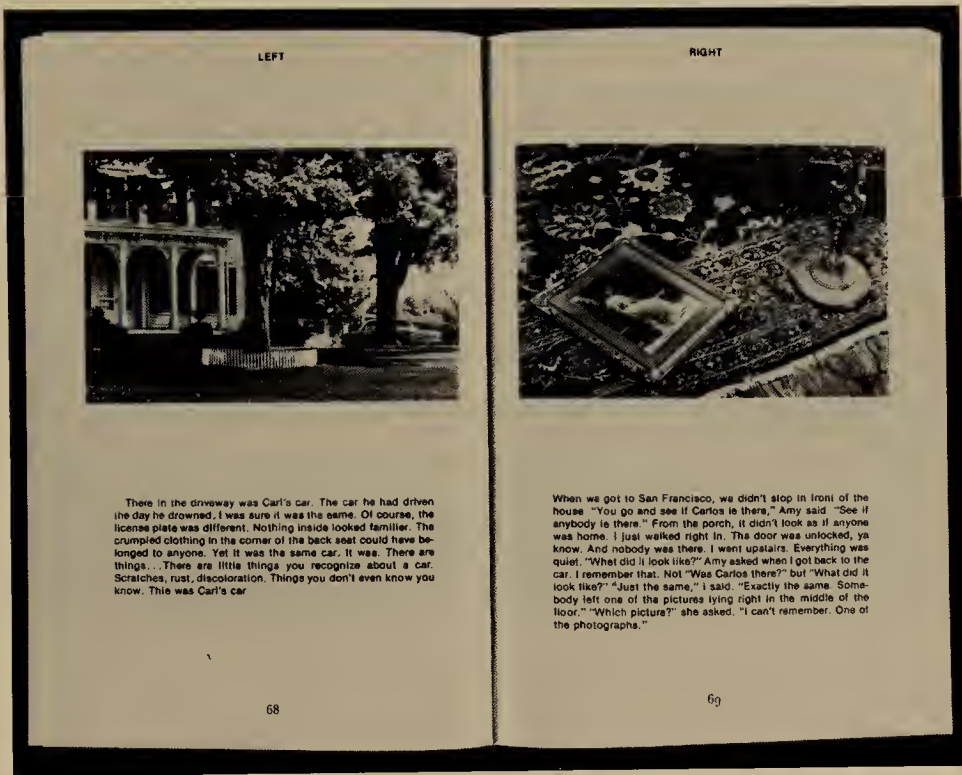 LEFT
There in the driveway was Carl's car. The car he had driven
the day he drowned, I was sure it was the same. Of course, the
license plate was different. Nothing inside looked familier. The
crumpled clothing in the corner of the back seat could have be-
longed to anyone. Yet it was the same car. It was. There are
things...There are little things you recognize about a car.
Scratches, rust, discoloration. Things you don't even know you
know. This was Carl's car
68
RIGHT
When we got to San Francisco, we didn't stop in front of the
house "You go and see if Carlos is there," Amy said "See if
anybody is there." From the porch, it didn't look as if anyone
was home. I just walked right in. The door was unlocked, ya
know. And nobody was there. I went upstairs. Everything was
quiet. "What did it look like?" Amy asked when I got back to the
car. I remember that. Not "Was Carlos there?" but "What did it
look like?" "Just the same," I said. "Exactly the same. Some-
body left one of the pictures lying right in the middle of the
floor." "Which picture?" she asked. "I can't remember. One of
the photographs."
69